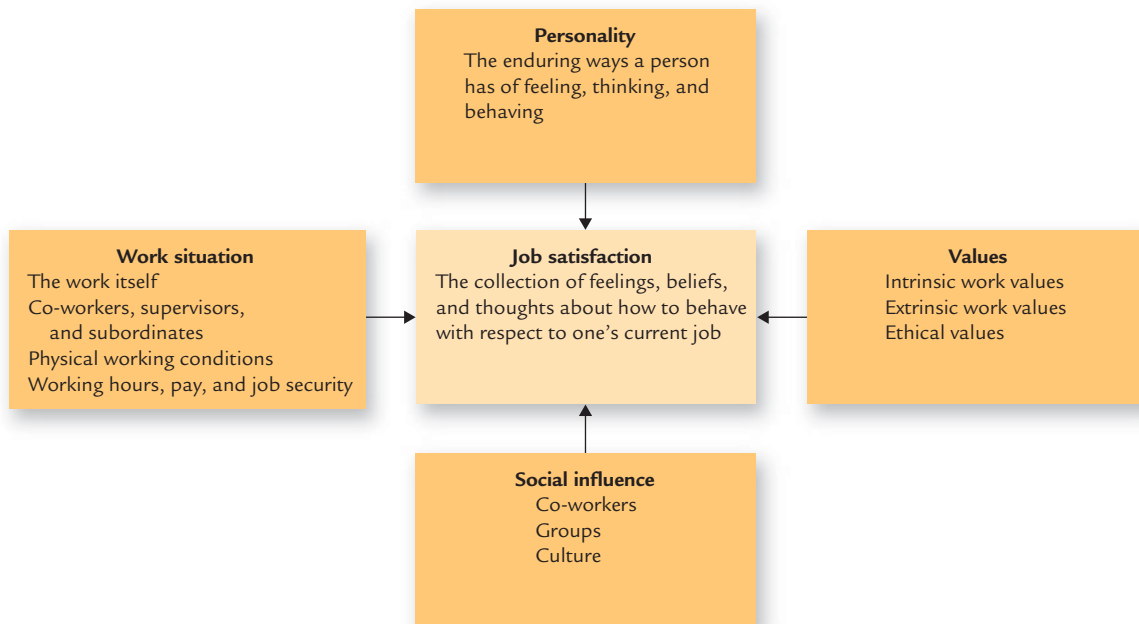 Personality
The enduring ways a person
has of feeling, thinking, and
behaving
Work situation
The work itself
Co-workers, supervisors,
and subordinates
Physical working conditions
Working hours, pay, and job security
Job satisfaction
The collection of feelings, beliefs,
and thoughts about how to behave
with respect to one’s current job
Values
Intrinsic work values
Extrinsic work values
Ethical values
Social influence
Co-workers
Groups
Culture